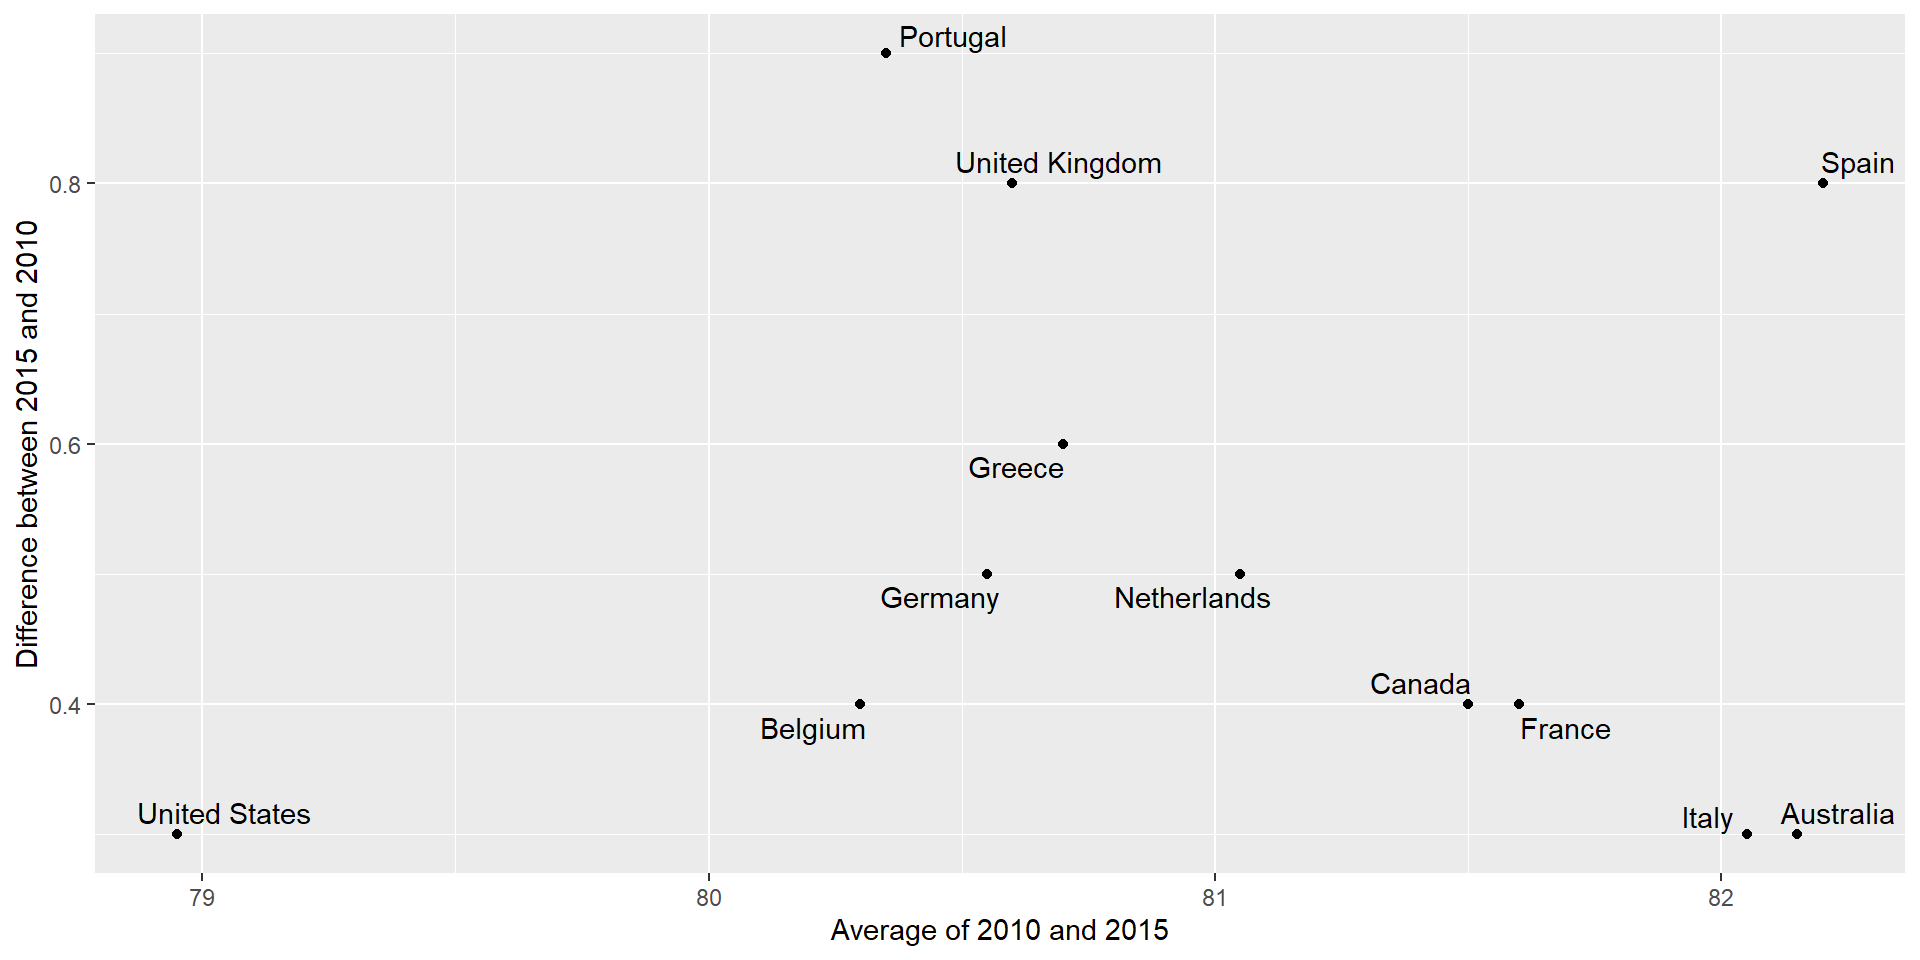 Portugal
United Kingdom
Spain
0.8
Difference between 2015 and 2010
0.6
Greece
Germany
Netherlands
Canada
0.4
Belgium
France
United States
Italy
Australia
79
80
81
82
Average of 2010 and 2015